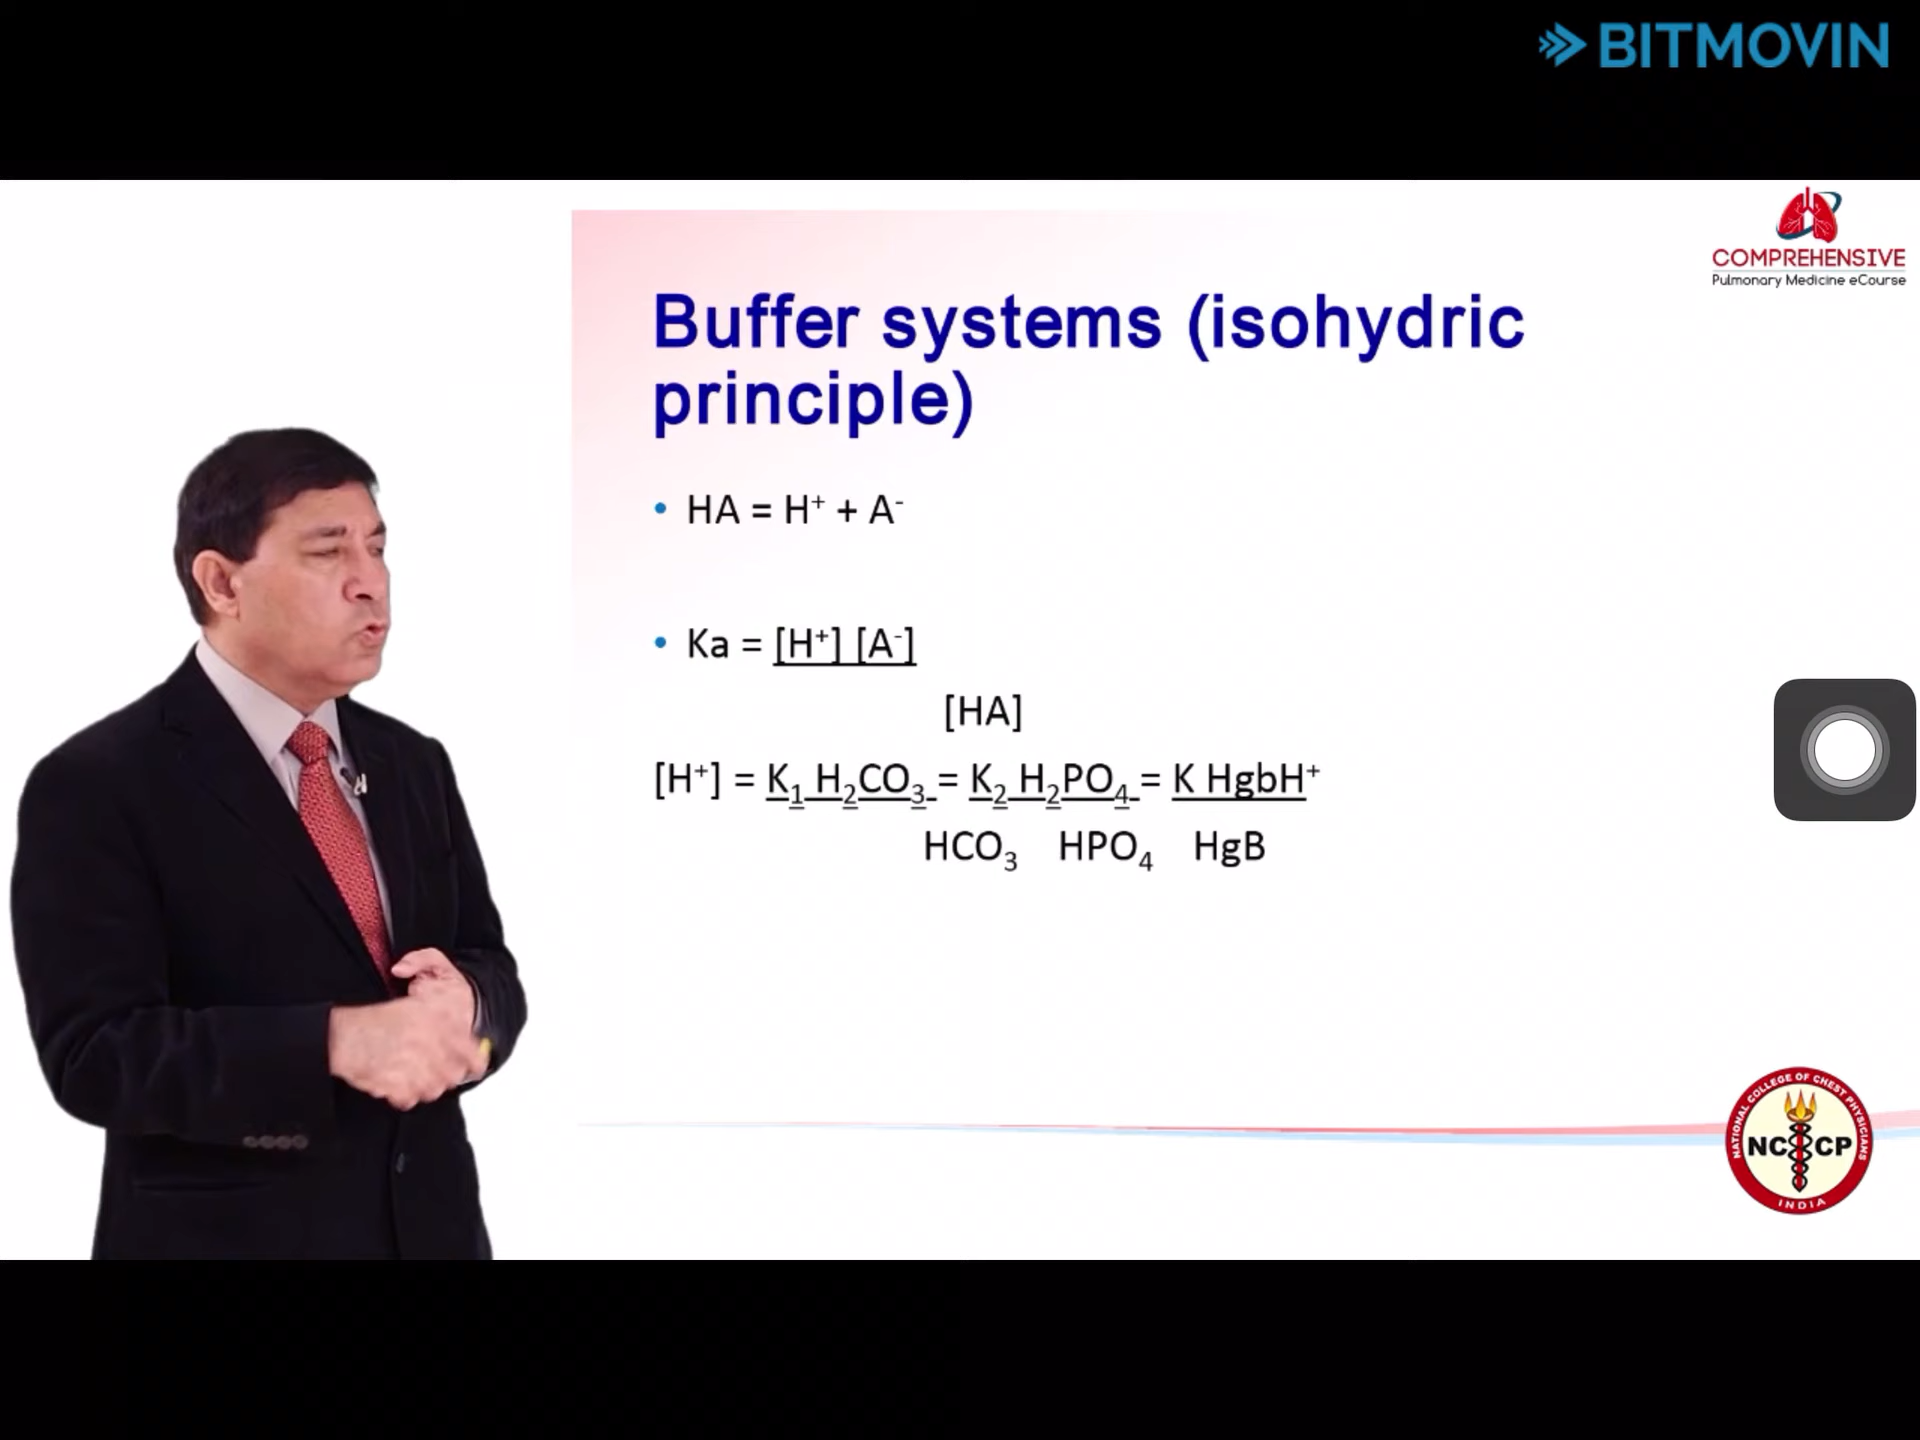 BITMOVIN
COMPREHENSIVE
Pulmonary Medicine eCourse
Buffer systems (isohydric
principle)
• HA = H⁺ + A⁻
• Ka = [H⁺] [A⁻]
[HA]
[H⁺] = K₁ H₂CO₃ = K₂ H₂PO₄ = K HgbH⁺
HCO₃ HPO₄ HgB
NATIONAL COLLEGE OF CHEST PHYSICIANS
NCCP
INDIA